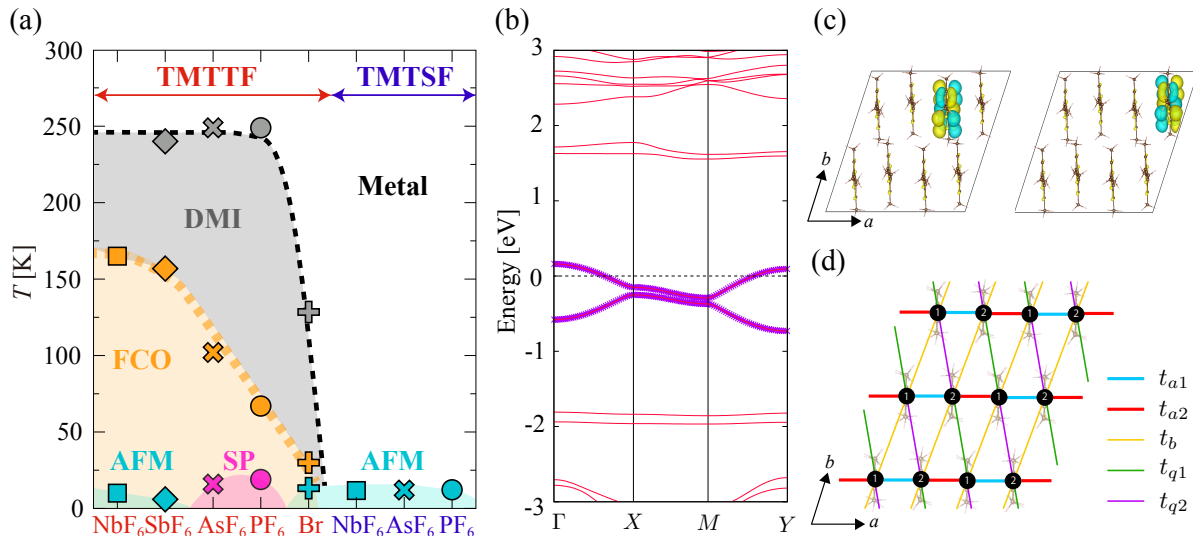 (a)
300
250
200
150
100
50
0
T [K]
TMTTF
TMTSF
Metal
DMI
FCO
AFM
SP
AFM
NbF6 SbF6 AsF6 PF6 Br NbF6 AsF6 PF6
(b)
3
2
1
0
-1
-2
-3
Energy [eV]
Γ X M Y
(c)
b
a
(d)
1 2 1 2
1 2 1 2
1 2 1 2
b
a
ta1
ta2
tb
tq1
tq2